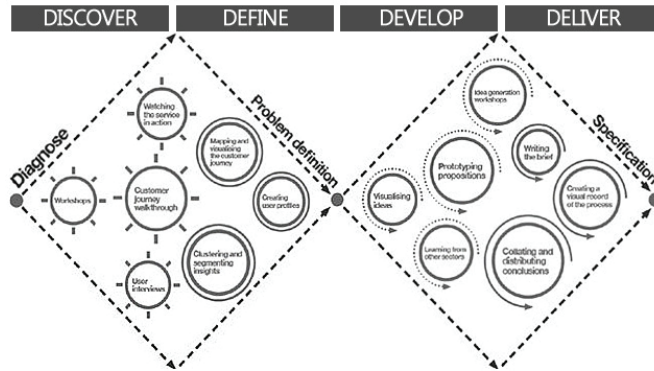 DISCOVER
DEFINE
DEVELOP
DELIVER
Diagnose
Watching
the service
in action
Workshops
Customer
journey
walkthrough
User
interviews
Problem definition
Mapping and
visualising
the customer
journey
Creating
user profiles
Clustering and
segmenting
insights
Idea generation
workshops
Prototyping
propositions
Visualising
ideas
Learning from
other sectors
Specification
Writing
the brief
Creating a
visual record
of the process
Collating and
distributing
conclusions